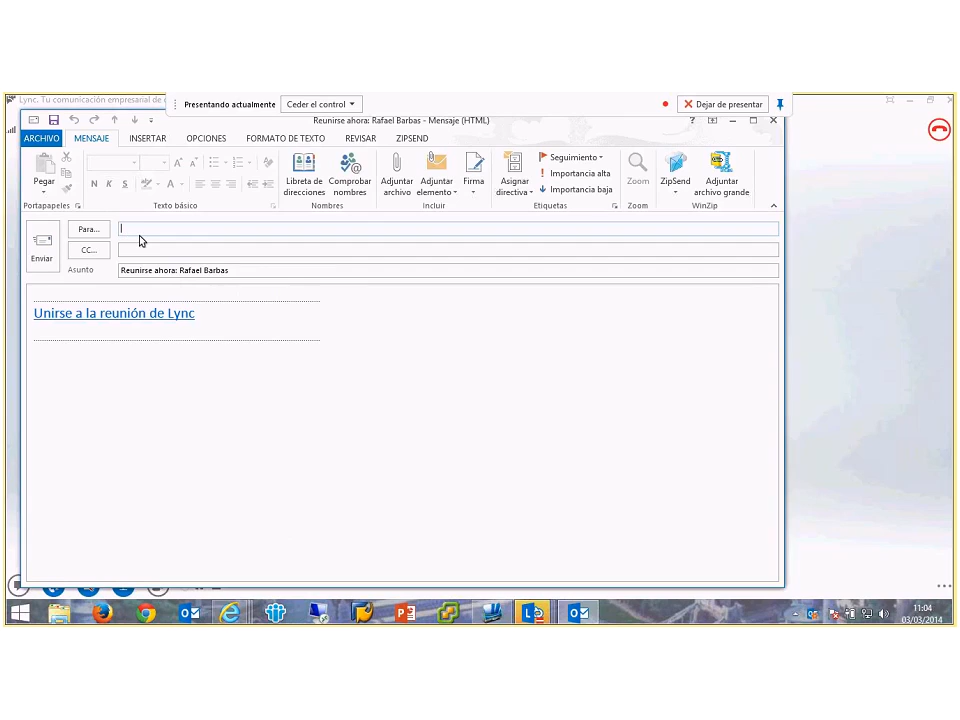 Lync. Tu comunicación empresarial de
Presentando actualmente
Ceder el control
Dejar de presentar
Reunirse ahora: Rafael Barbas - Mensaje (HTML)
ARCHIVO MENSAJE INSERTAR OPCIONES FORMATO DE TEXTO REVISAR ZIPSEND
Pegar
N K S
A
Libreta de direcciones
Comprobar nombres
Adjuntar archivo
Adjuntar elemento
Firma
Asignar directiva
Seguimiento
Importancia alta
Importancia baja
Zoom
ZipSend
Adjuntar archivo grande
Portapapeles Texto básico Nombres Incluir Etiquetas Zoom WinZip
Enviar
Para...
CC...
Asunto Reunirse ahora: Rafael Barbas
Unirse a la reunión de Lync
11:04
03/03/2014